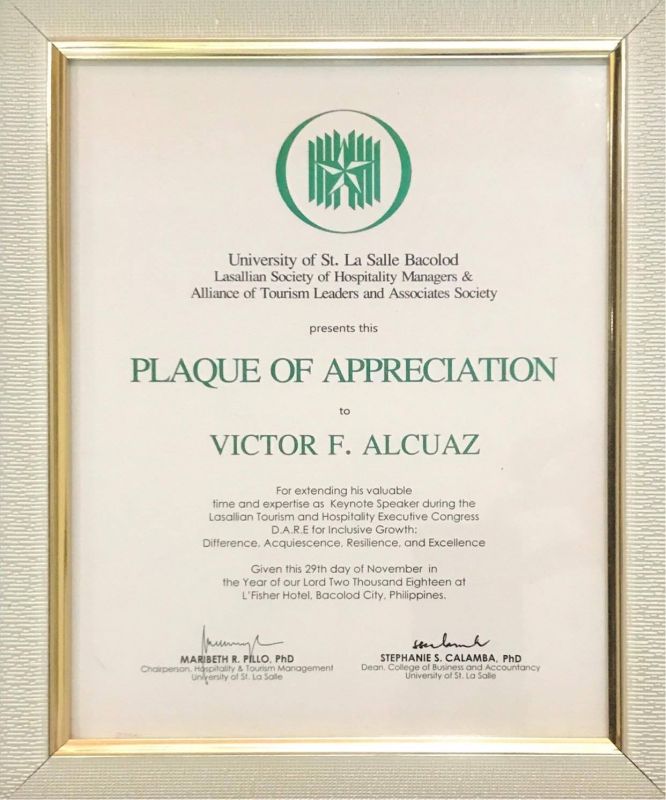 University of St. La Salle Bacolod
Lasallian Society of Hospitality Managers &
Alliance of Tourism Leaders and Associates Society
presents this
PLAQUE OF APPRECIATION
to
VICTOR F. ALCUAZ
For extending his valuable
time and expertise as Keynote Speaker during the
Lasallian Tourism and Hospitality Executive Congress
D.A.R.E for Inclusive Growth:
Difference, Acquiescence, Resilience, and Excellence
Given this 29th day of November in
the Year of our Lord Two Thousand Eighteen at
L'Fisher Hotel, Bacolod City, Philippines.
MARIBETH R. PILLO, PhD
Chairperson, Hospitality & Tourism Management
University of St. La Salle
STEPHANIE S. CALAMBA, PhD
Dean, College of Business and Accountancy
University of St. La Salle